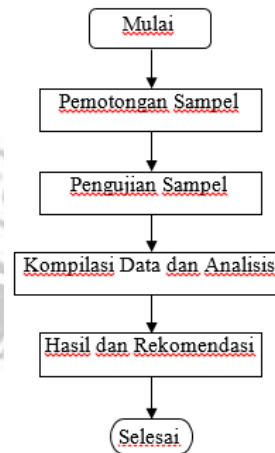 Mulai
Pemotongan Sampel
Pengujian Sampel
Kompilasi Data dan Analisis
Hasil dan Rekomendasi
Selesai